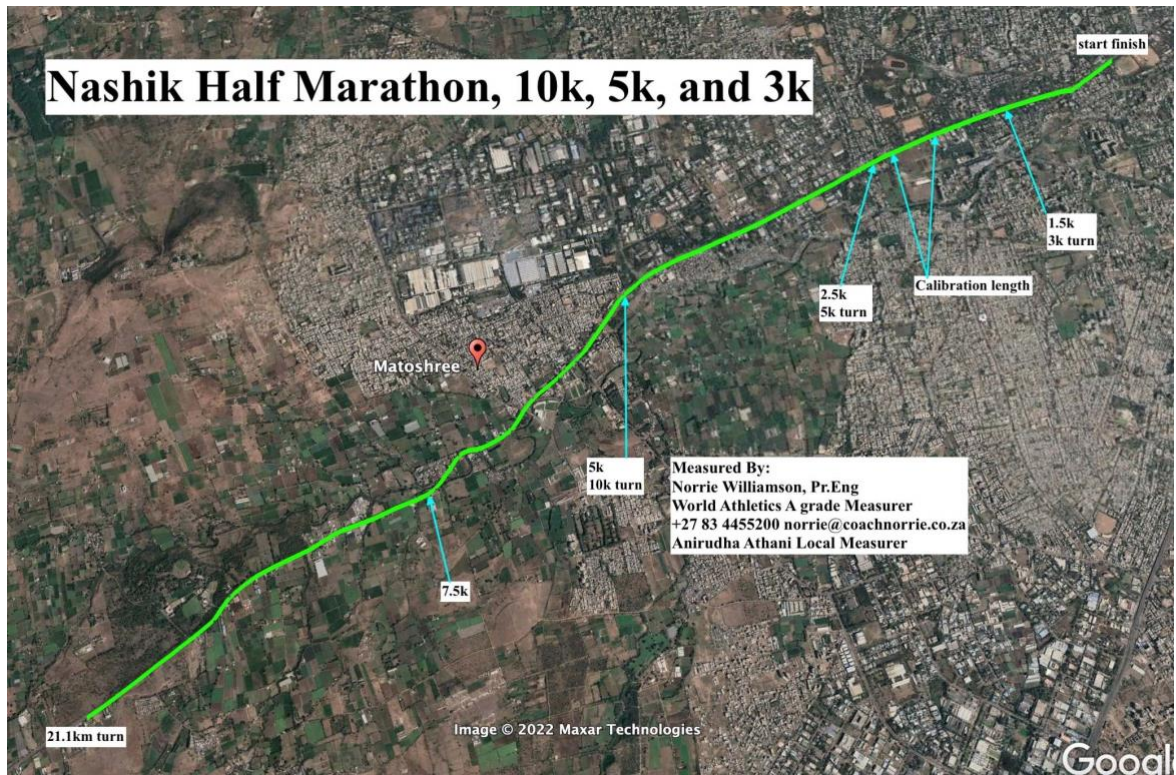 start finish
Nashik Half Marathon, 10k, 5k, and 3k
1.5k
3k turn
Calibration length
2.5k
5k turn
Matoshree
5k
10k turn
Measured By:
Norrie Williamson, Pr.Eng
World Athletics A grade Measurer
+27 83 4455200 norrie@coachnorrie.co.za
Anirudha Athani Local Measurer
7.5k
21.1km turn
Image © 2022 Maxar Technologies
Googl